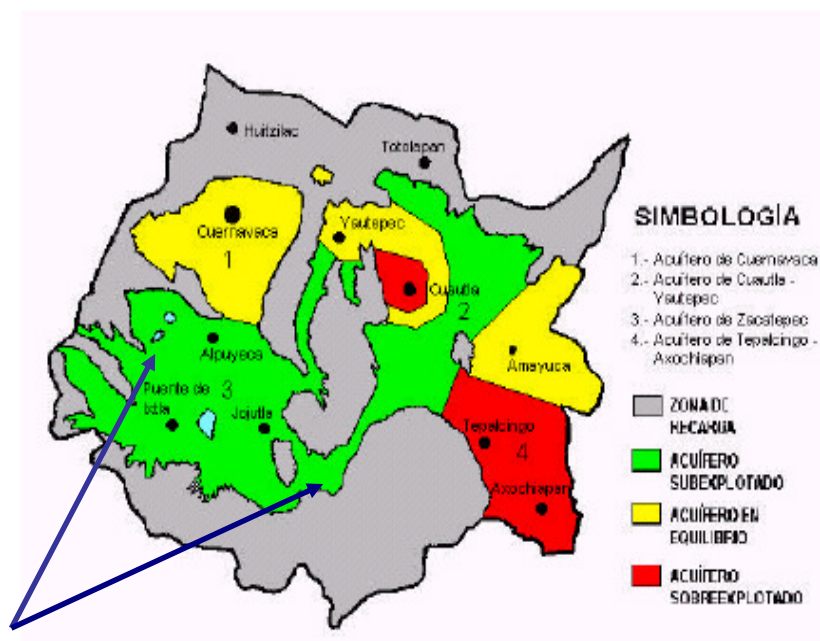 Huitzilac
Totolapan
Cuernavaca
1
Yautepec
Cuautla
2
Alpuyeca
Amayuca
Puente de
Ixtla
3
Jojutla
Tepalcingo
4
Axochiapan
SIMBOLOGÍA
1.- Acuífero de Cuernavaca
2.- Acuífero de Cuautla -
Yautepec
3.- Acuífero de Zacatepec
4.- Acuífero de Tepalcingo -
Axochiapan
ZONA DE
RECARGA
ACUÍFERO
SUBEXPLOTADO
ACUÍFERO EN
EQUILIBRIO
ACUÍFERO
SOBREEXPLOTADO